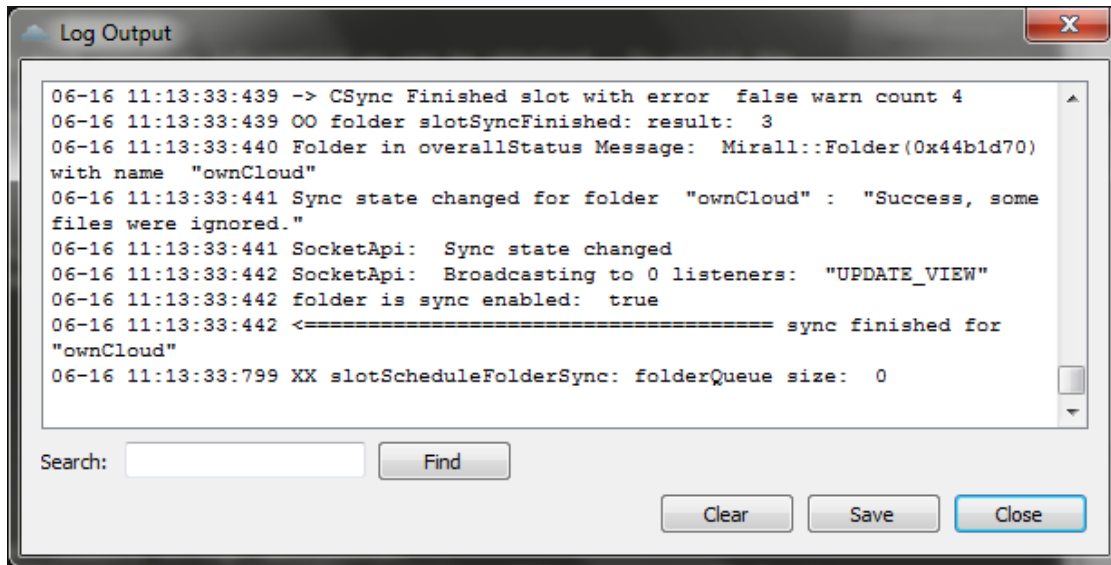 Log Output
06-16 11:13:33:439 -> CSync Finished slot with error  false warn count 4
06-16 11:13:33:439 OO folder slotSyncFinished: result:  3
06-16 11:13:33:440 Folder in overallStatus Message:  Mirall::Folder(0x44b1d70)
with name  "ownCloud"
06-16 11:13:33:441 Sync state changed for folder  "ownCloud" :  "Success, some
files were ignored."
06-16 11:13:33:441 SocketApi:  Sync state changed
06-16 11:13:33:442 SocketApi:  Broadcasting to 0 listeners:  "UPDATE_VIEW"
06-16 11:13:33:442 folder is sync enabled:  true
06-16 11:13:33:442 <===================================== sync finished for
"ownCloud"
06-16 11:13:33:799 XX slotScheduleFolderSync: folderQueue size:  0
Search:
Find
Clear
Save
Close